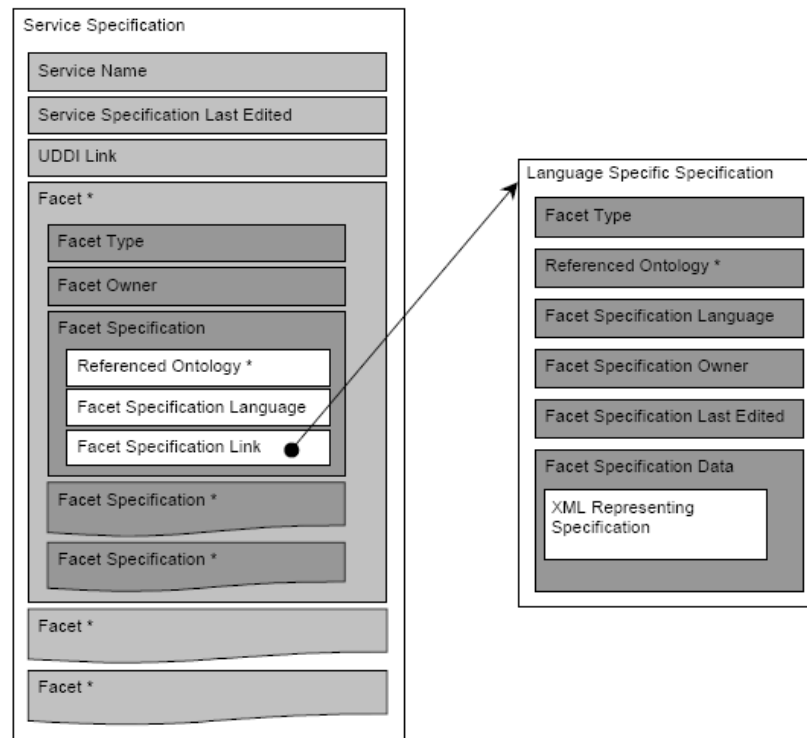 Service Specification
Service Name
Service Specification Last Edited
UDDI Link
Facet *
Facet Type
Facet Owner
Facet Specification
Referenced Ontology *
Facet Specification Language
Facet Specification Link
Facet Specification *
Facet Specification *
Facet *
Facet *
Language Specific Specification
Facet Type
Referenced Ontology *
Facet Specification Language
Facet Specification Owner
Facet Specification Last Edited
Facet Specification Data
XML Representing
Specification